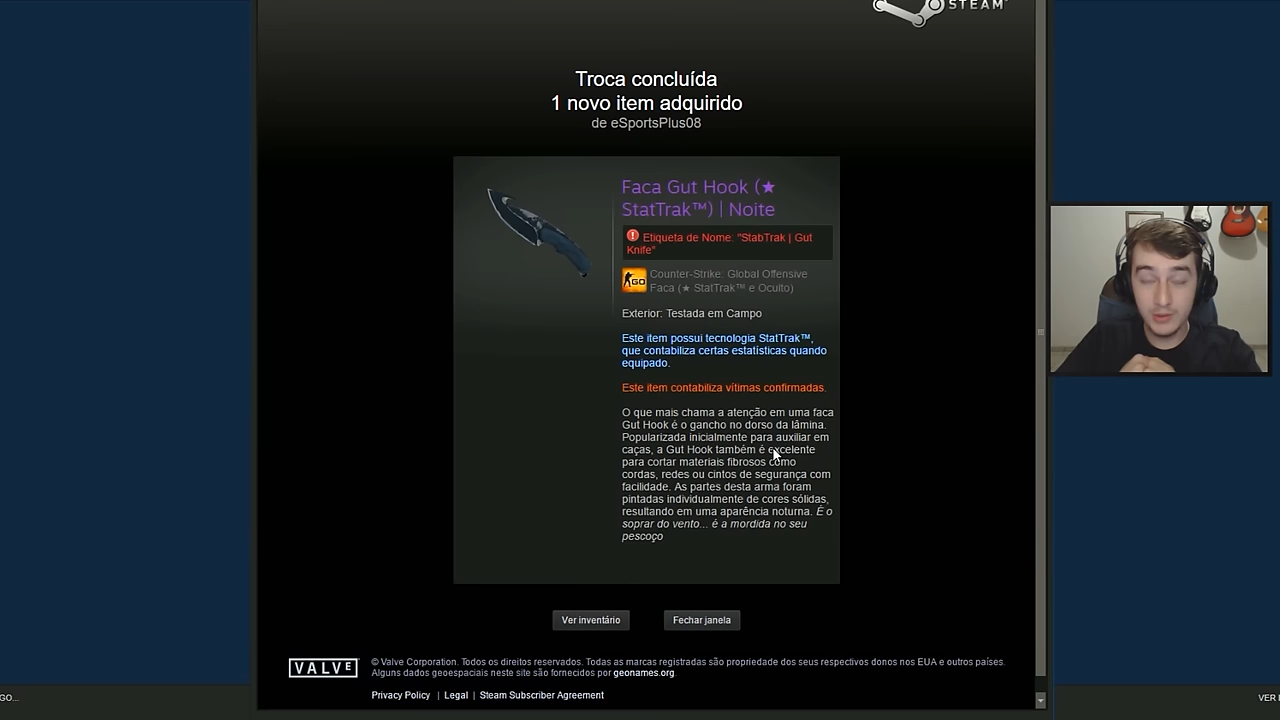 STEAM
Troca concluída
1 novo item adquirido
de eSportsPlus08
Faca Gut Hook (★
StatTrak™) | Noite
Etiqueta de Nome: "StabTrak | Gut
Knife"
GO
Counter-Strike: Global Offensive
Faca (★ StatTrak™ e Oculto)
Exterior: Testada em Campo
Este item possui tecnologia StatTrak™,
que contabiliza certas estatísticas quando
equipado.
Este item contabiliza vítimas confirmadas.
O que mais chama a atenção em uma faca
Gut Hook é o gancho no dorso da lâmina.
Popularizada inicialmente para auxiliar em
caças, a Gut Hook também é excelente
para cortar materiais fibrosos como
cordas, redes ou cintos de segurança com
facilidade. As partes desta arma foram
pintadas individualmente de cores sólidas,
resultando em uma aparência noturna. É o
soprar do vento... é a mordida no seu
pescoço
Ver inventário
Fechar janela
VALVE
© Valve Corporation. Todos os direitos reservados. Todas as marcas registradas são propriedade dos seus respectivos donos nos EUA e outros países.
Alguns dados geoespaciais neste site são fornecidos por geonames.org.
Privacy Policy | Legal | Steam Subscriber Agreement
GO...
VER